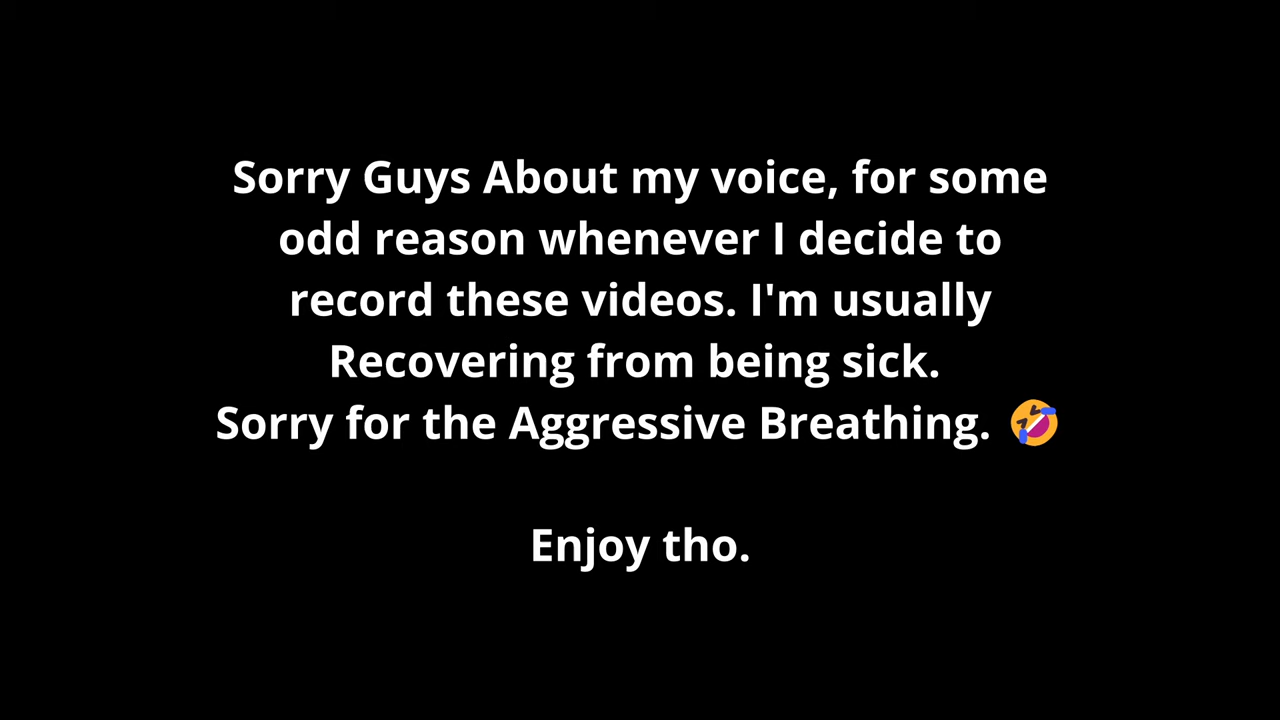 Sorry Guys About my voice, for some
odd reason whenever I decide to
record these videos. I'm usually
Recovering from being sick.
Sorry for the Aggressive Breathing. 🤣
Enjoy tho.